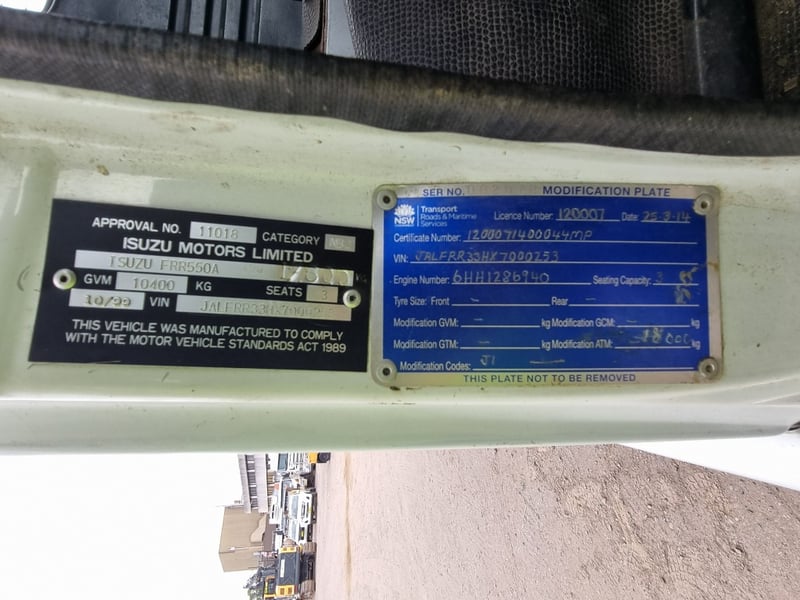 APPROVAL NO. 11018 CATEGORY
ISUZU MOTORS LIMITED
ISUZU FRR550A
GVM 10400 KG SEATS 3
10/99 VIN
THIS VEHICLE WAS MANUFACTURED TO COMPLY
WITH THE MOTOR VEHICLE STANDARDS ACT 1989
SER NO. MODIFICATION PLATE
NSW Transport
Roads & Maritime
Services
Licence Number: 120007 Date: 25-3-14
Certificate Number: 1200071400044MP
VIN: JALFRR33HX7000253
Engine Number: 6HH1286940 Seating Capacity: 3
Tyre Size: Front – Rear –
Modification GVM: – kg Modification GCM: – kg
Modification GTM: – kg Modification ATM: kg
Modification Codes: J1 –
THIS PLATE NOT TO BE REMOVED